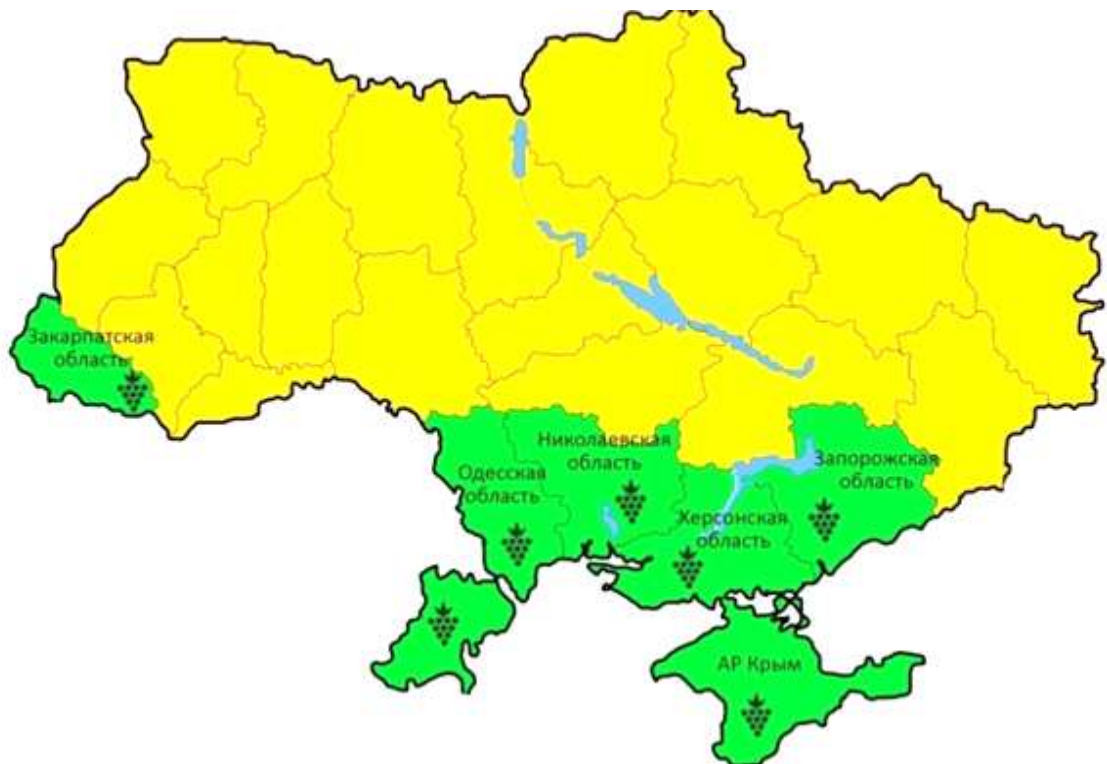 Закарпатская
область
Николаевская
область
Одесская
область
Запорожская
область
Херсонская
область
АР Крым